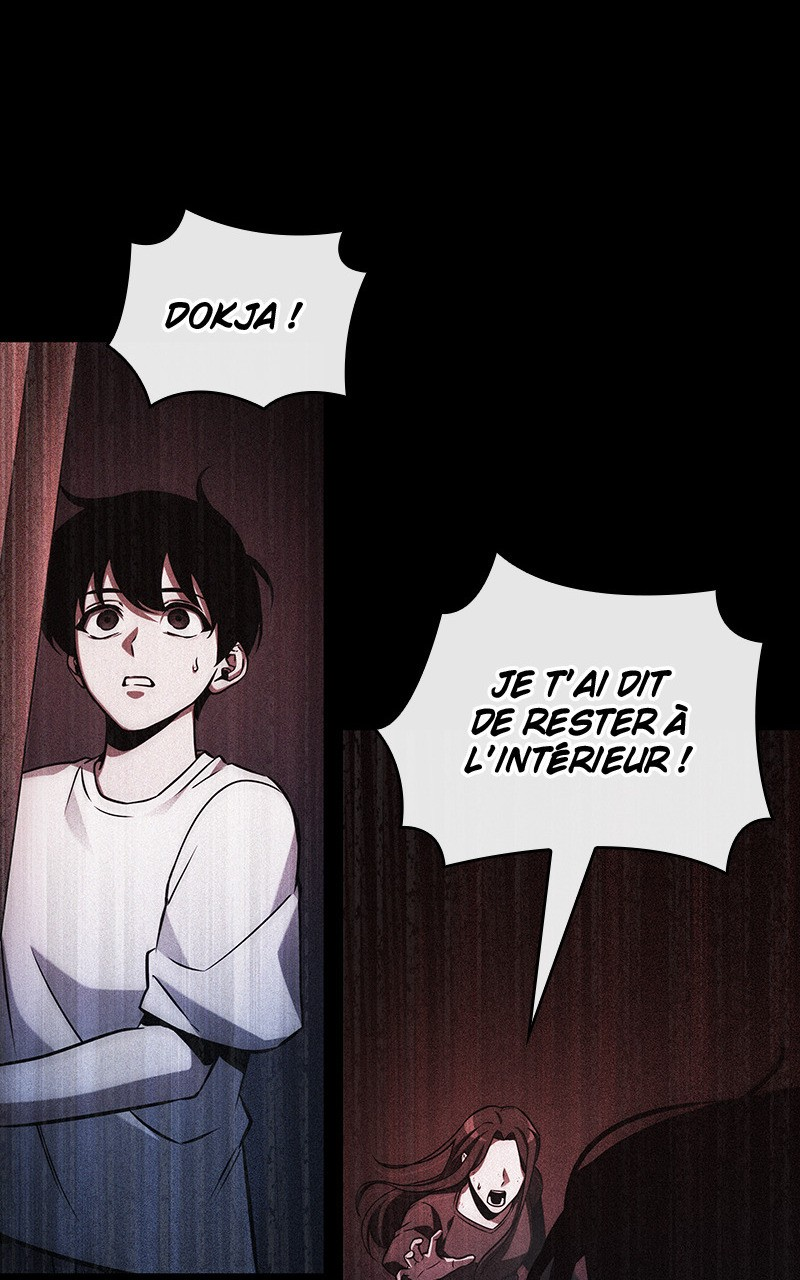 DOKJA !
JE T'AI DIT
DE RESTER À
L'INTÉRIEUR !